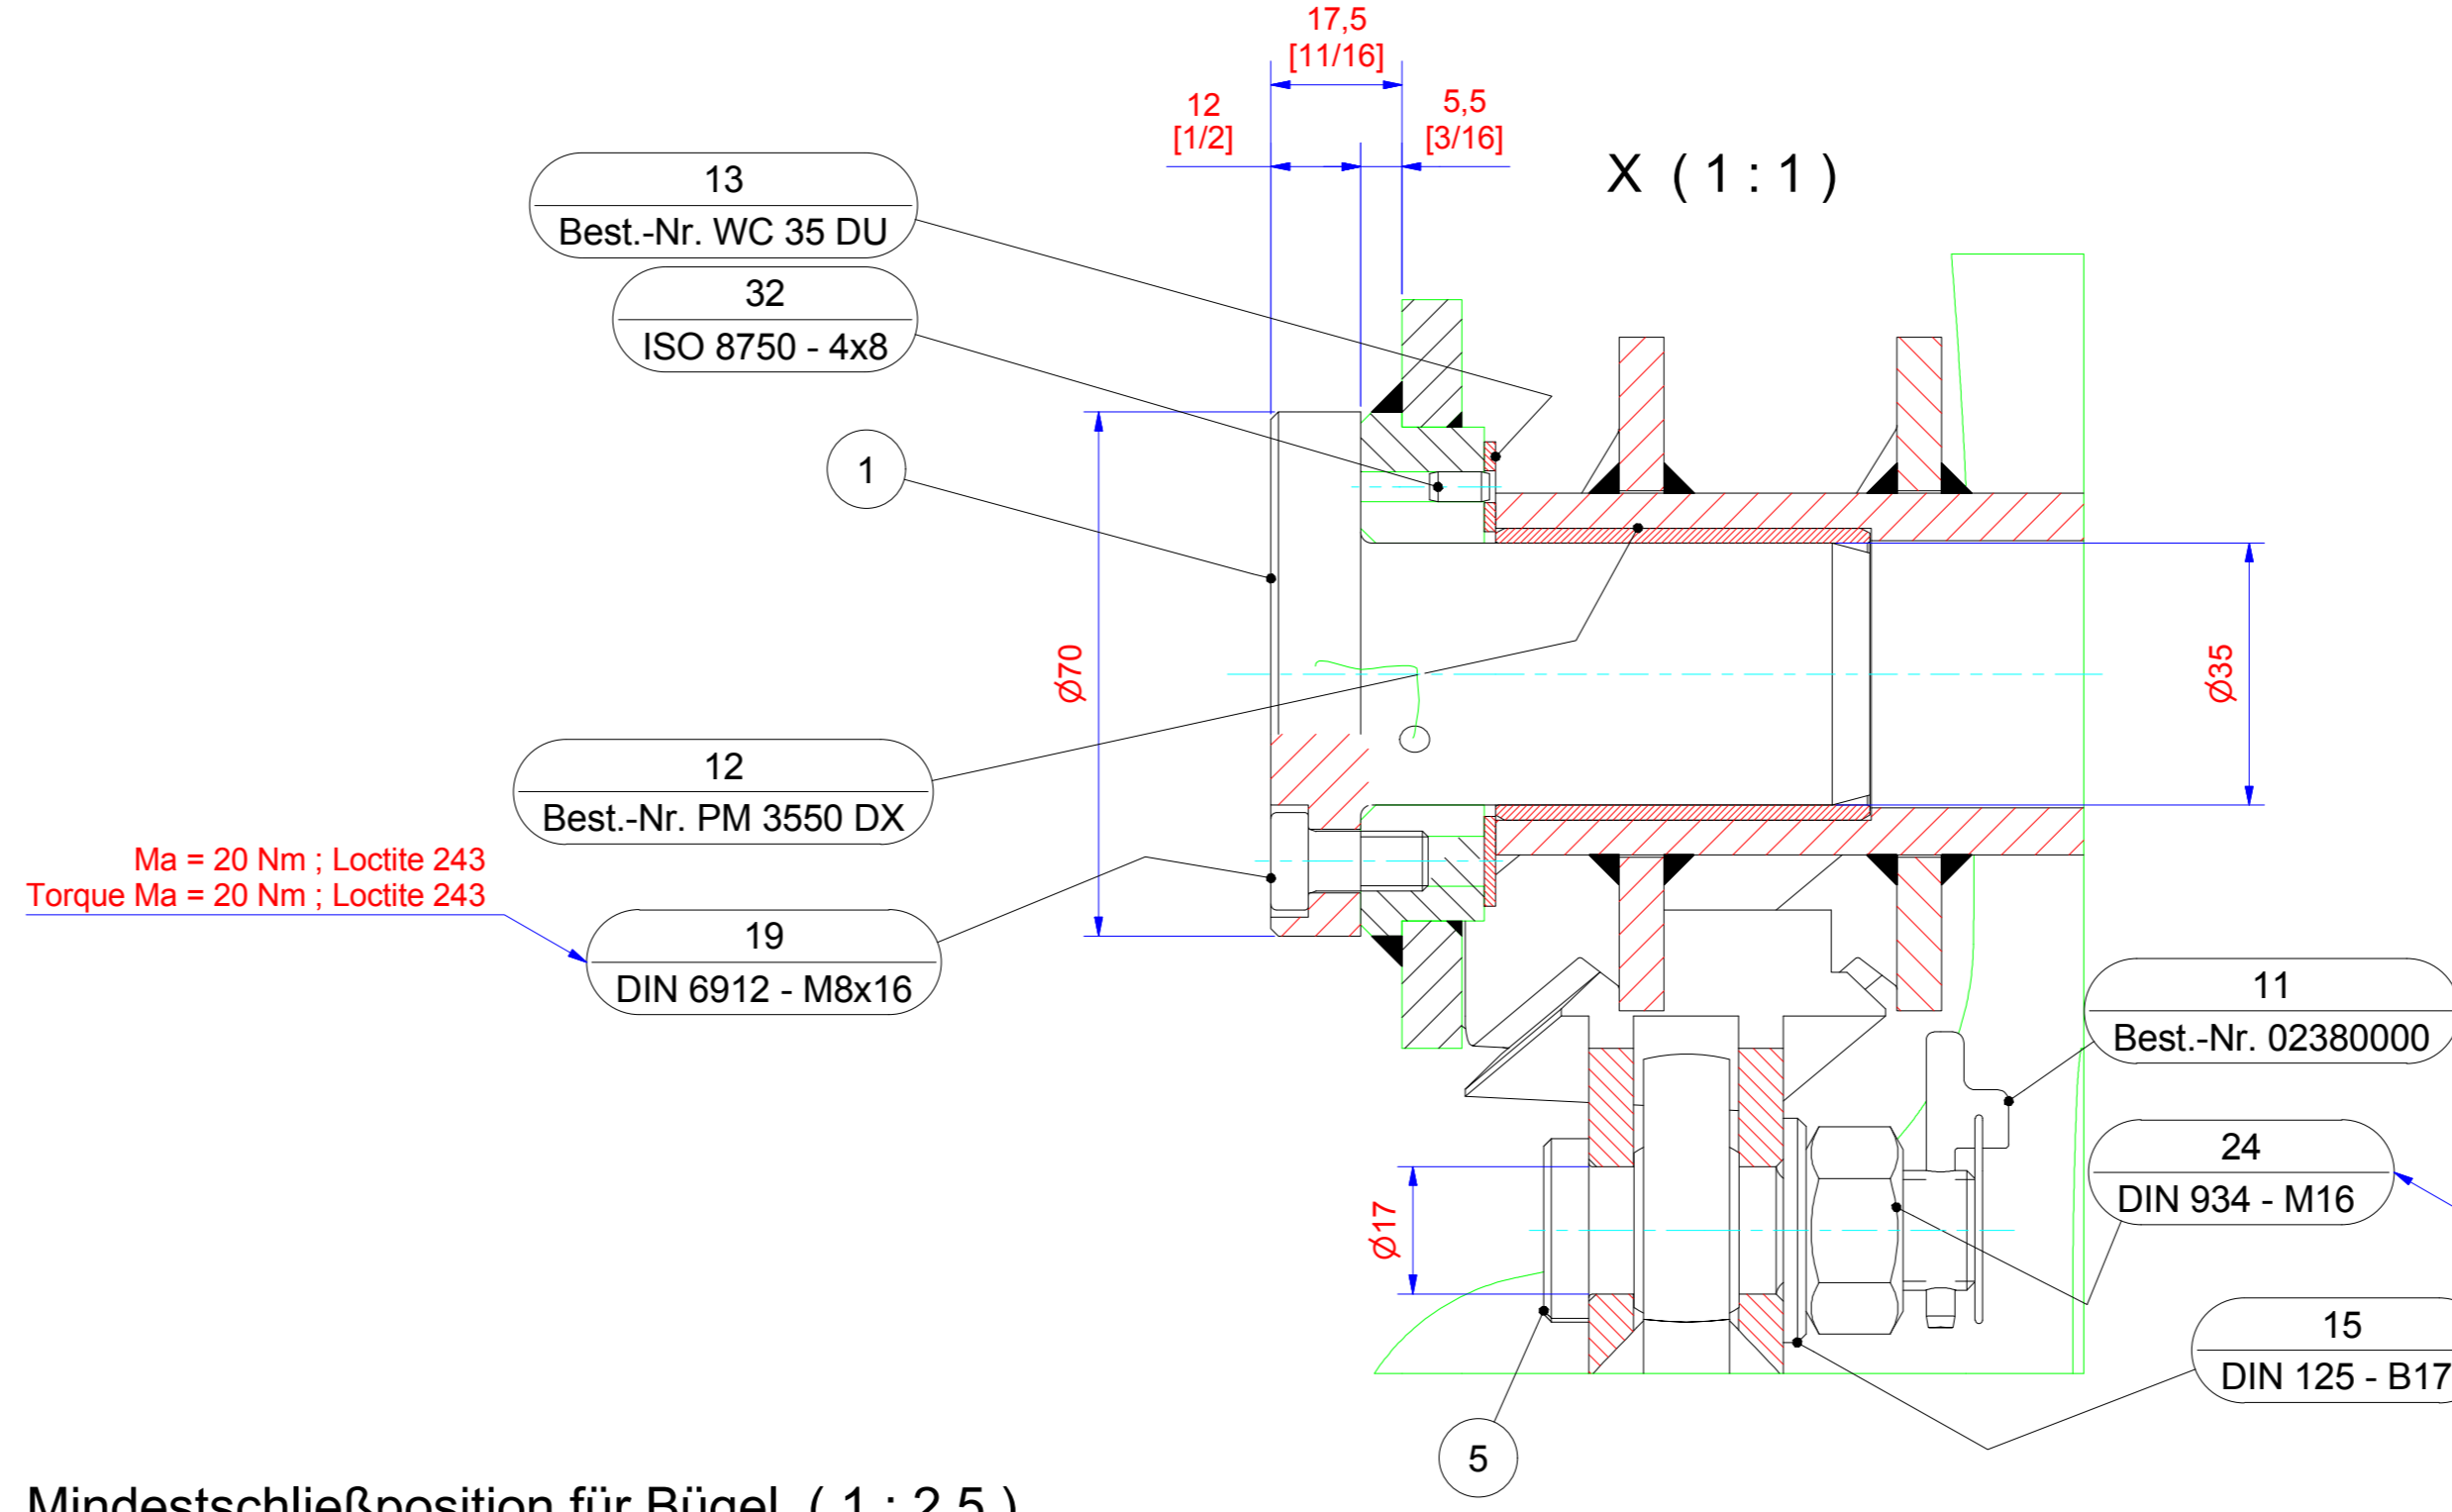 17,5
[11/16]
12
[1/2]
5,5
[3/16]
X ( 1 : 1 )
13
Best.-Nr. WC 35 DU
32
ISO 8750 - 4x8
1
Ø70
Ø35
12
Best.-Nr. PM 3550 DX
Ma = 20 Nm ; Loctite 243
Torque Ma = 20 Nm ; Loctite 243
19
DIN 6912 - M8x16
11
Best.-Nr. 02380000
24
DIN 934 - M16
Ø17
15
DIN 125 - B17
5
Mindestschließposition für Bügel ( 1 : 2,5 )